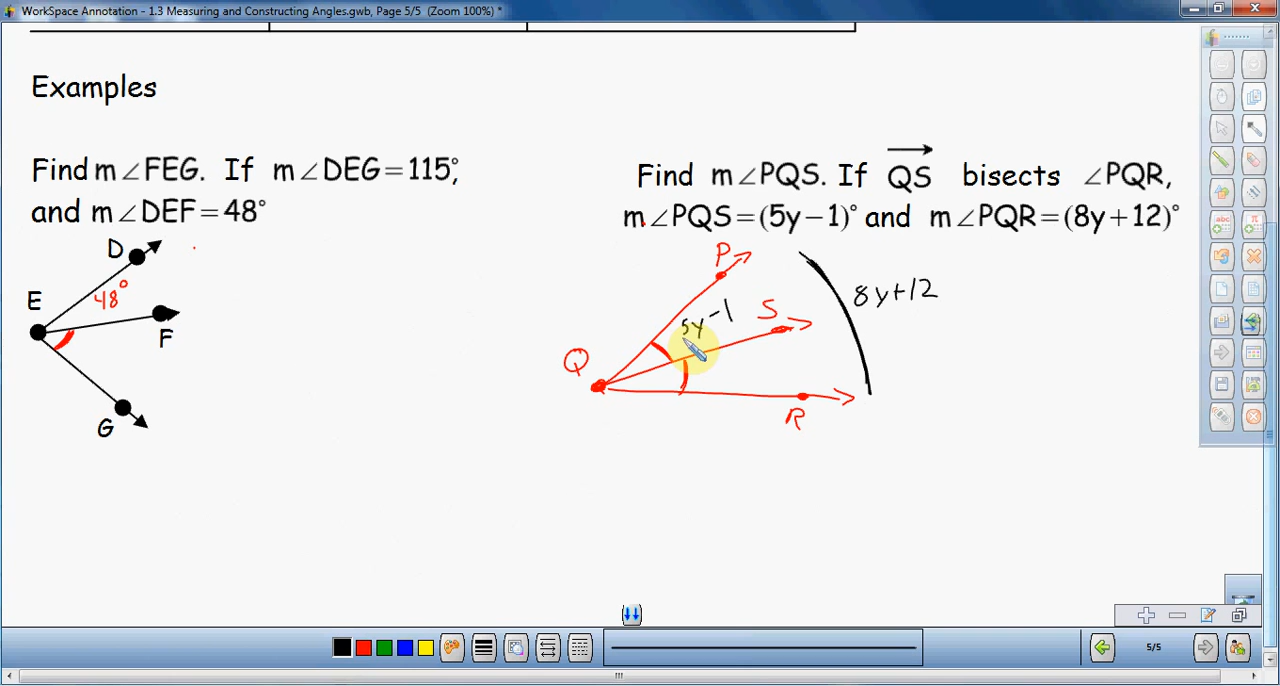 WorkSpace Annotation - 1.3 Measuring and Constructing Angles.gwb, Page 5/5 (Zoom 100%) *
Examples
Find m∠FEG. If m∠DEG=115°,
and m∠DEF=48°
D
48°
E
F
G
Find m∠PQS. If QS bisects ∠PQR,
m∠PQS=(5y−1)° and m∠PQR=(8y+12)°
P
8y+12
5y-1
S
Q
R
abc
π
5/5